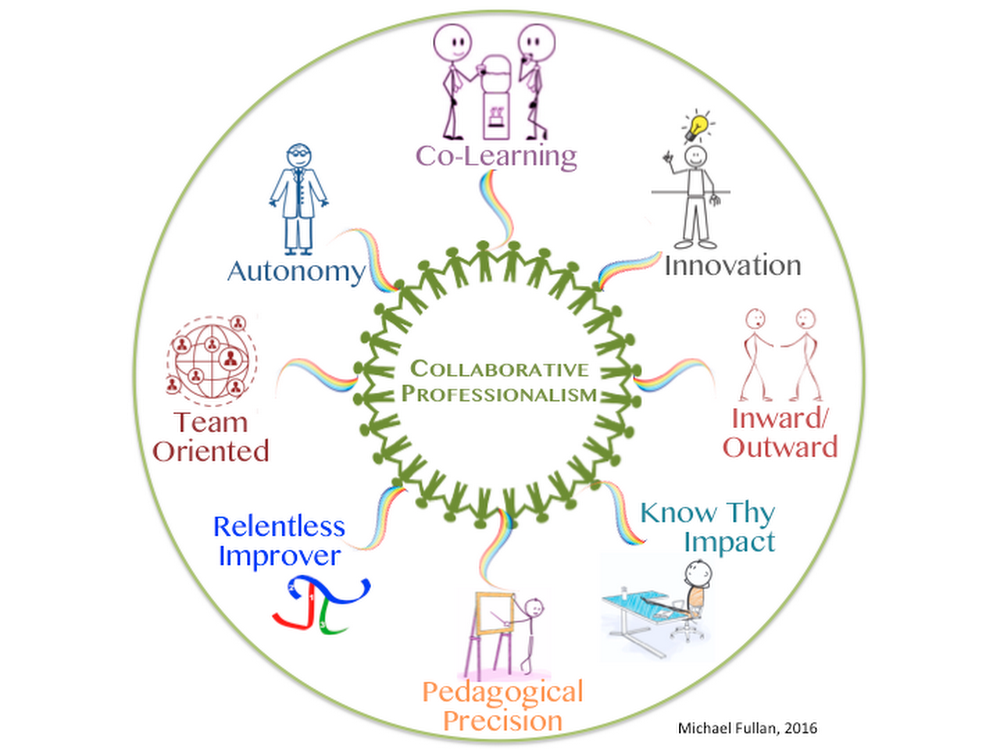 Co-Learning
Autonomy
Innovation
Collaborative
Professionalism
Team
Oriented
Inward/
Outward
Relentless
Improver
Know Thy
Impact
Pedagogical
Precision
Michael Fullan, 2016